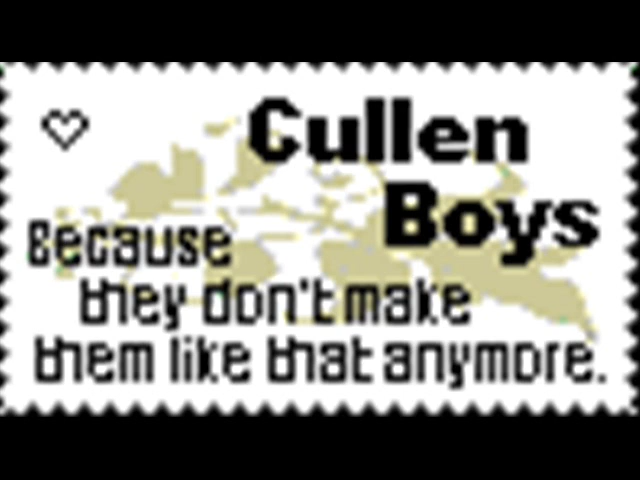 Cullen
Boys
Because
they don't make
them like that anymore.